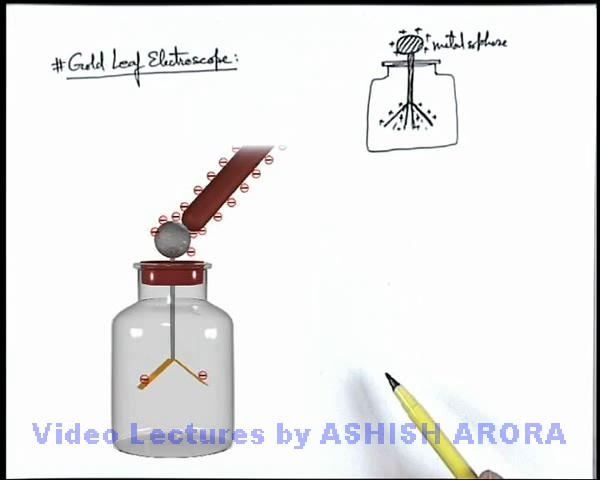 # Gold Leaf Electroscope:
metal sphere
Video Lectures by ASHISH ARORA